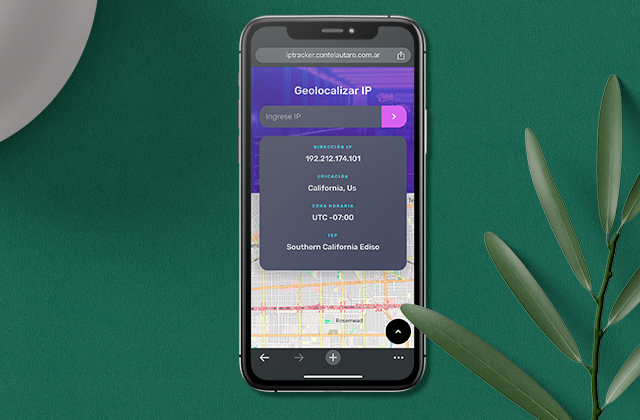 iptracker.contelautaro.com.ar
Geolocalizar IP
Ingrese IP
DIRECCIÓN IP
192.212.174.101
UBICACIÓN
California, Us
ZONA HORARIA
UTC -07:00
ISP
Southern California Ediso
Te
Rosemead